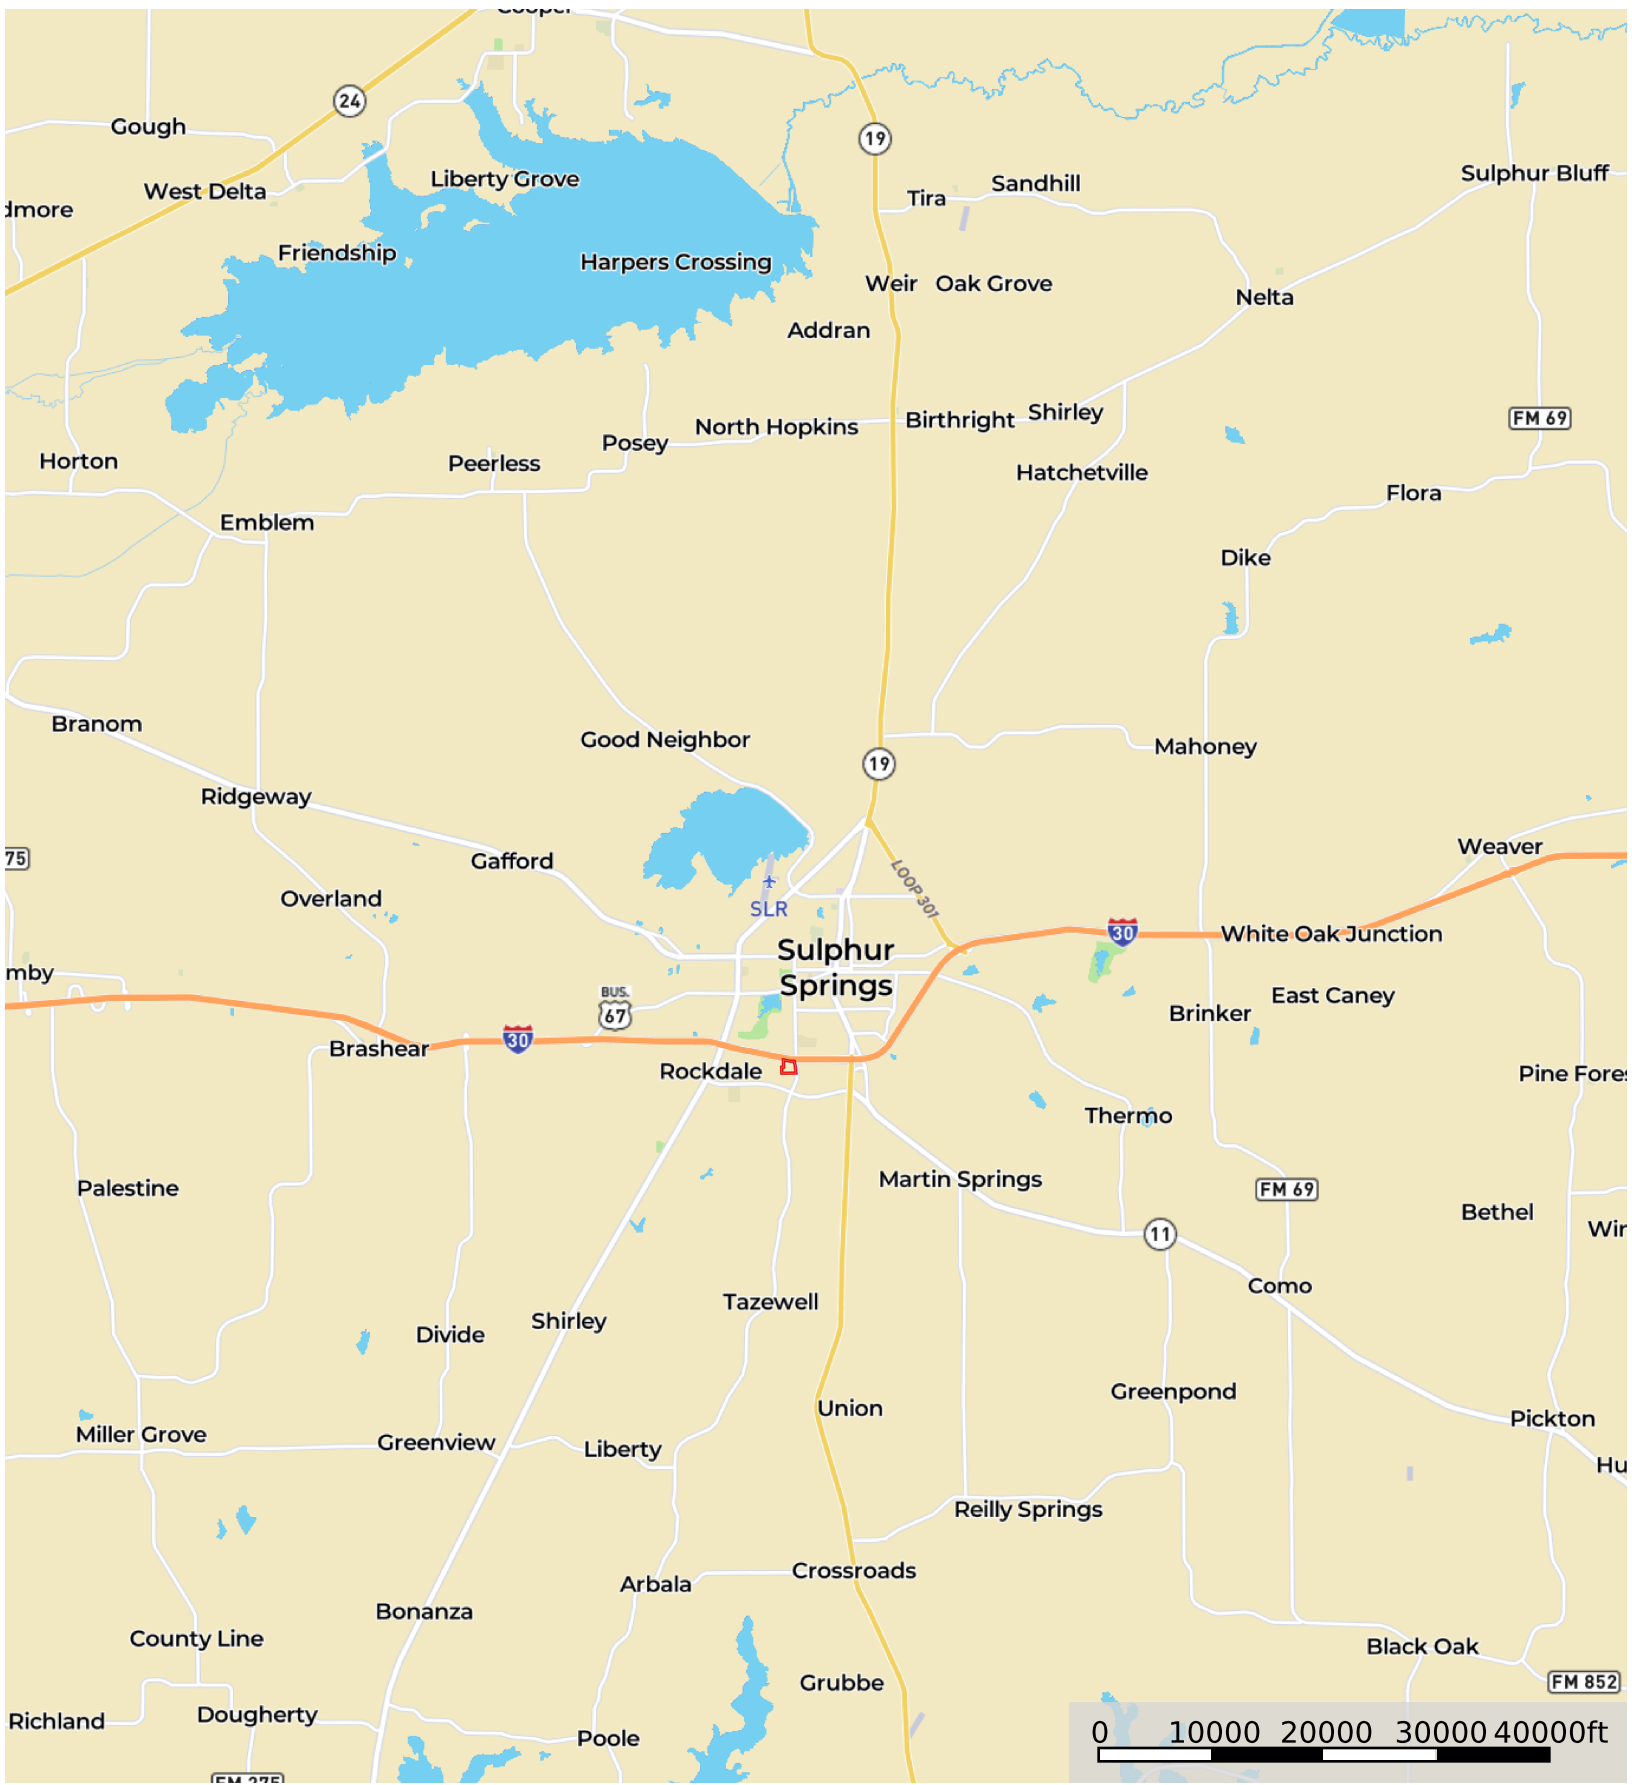 Cooper
24
Gough
19
West Delta
Liberty Grove
Tira
Sandhill
Sulphur Bluff
dmore
Friendship
Harpers Crossing
Weir
Oak Grove
Nelta
Addran
North Hopkins
Birthright
Shirley
FM 69
Posey
Horton
Peerless
Hatchetville
Flora
Emblem
Dike
Branom
Good Neighbor
Mahoney
19
Ridgeway
75
Gafford
LOOP 301
Weaver
Overland
SLR
30
White Oak Junction
Sulphur
Springs
mby
BUS.
67
East Caney
Brinker
30
Brashear
Rockdale
Pine Fores
Thermo
Martin Springs
Palestine
FM 69
Bethel
Win
11
Como
Tazewell
Shirley
Divide
Greenpond
Union
Pickton
Miller Grove
Greenview
Liberty
Hu
Reilly Springs
Crossroads
Arbala
Bonanza
County Line
Black Oak
Grubbe
FM 852
Richland
Dougherty
Poole
0 10000 20000 30000 40000ft
FM 275